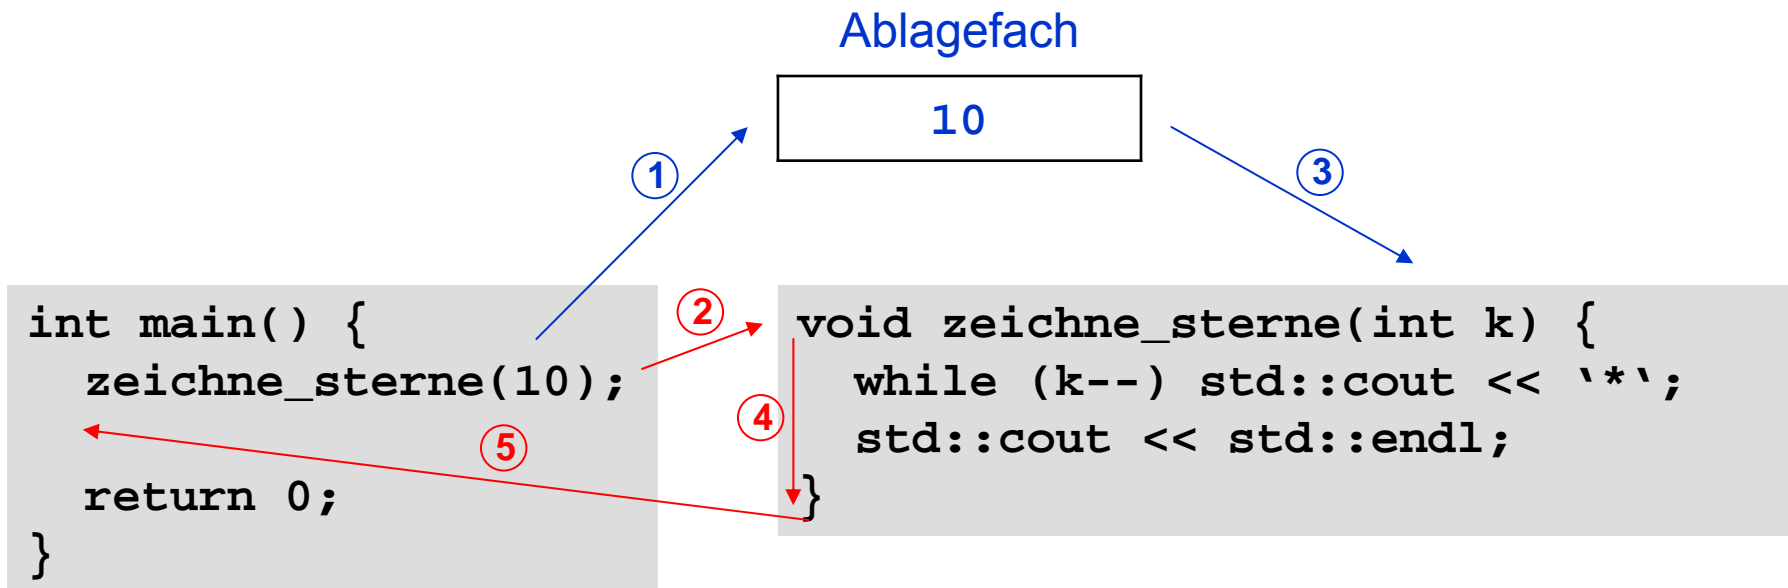 Ablagefach
10
1
3
2
int main() {
zeichne_sterne(10);
return 0;
}
5
4
void zeichne_sterne(int k) {
while (k--) std::cout << ‘*‘;
std::cout << std::endl;
}